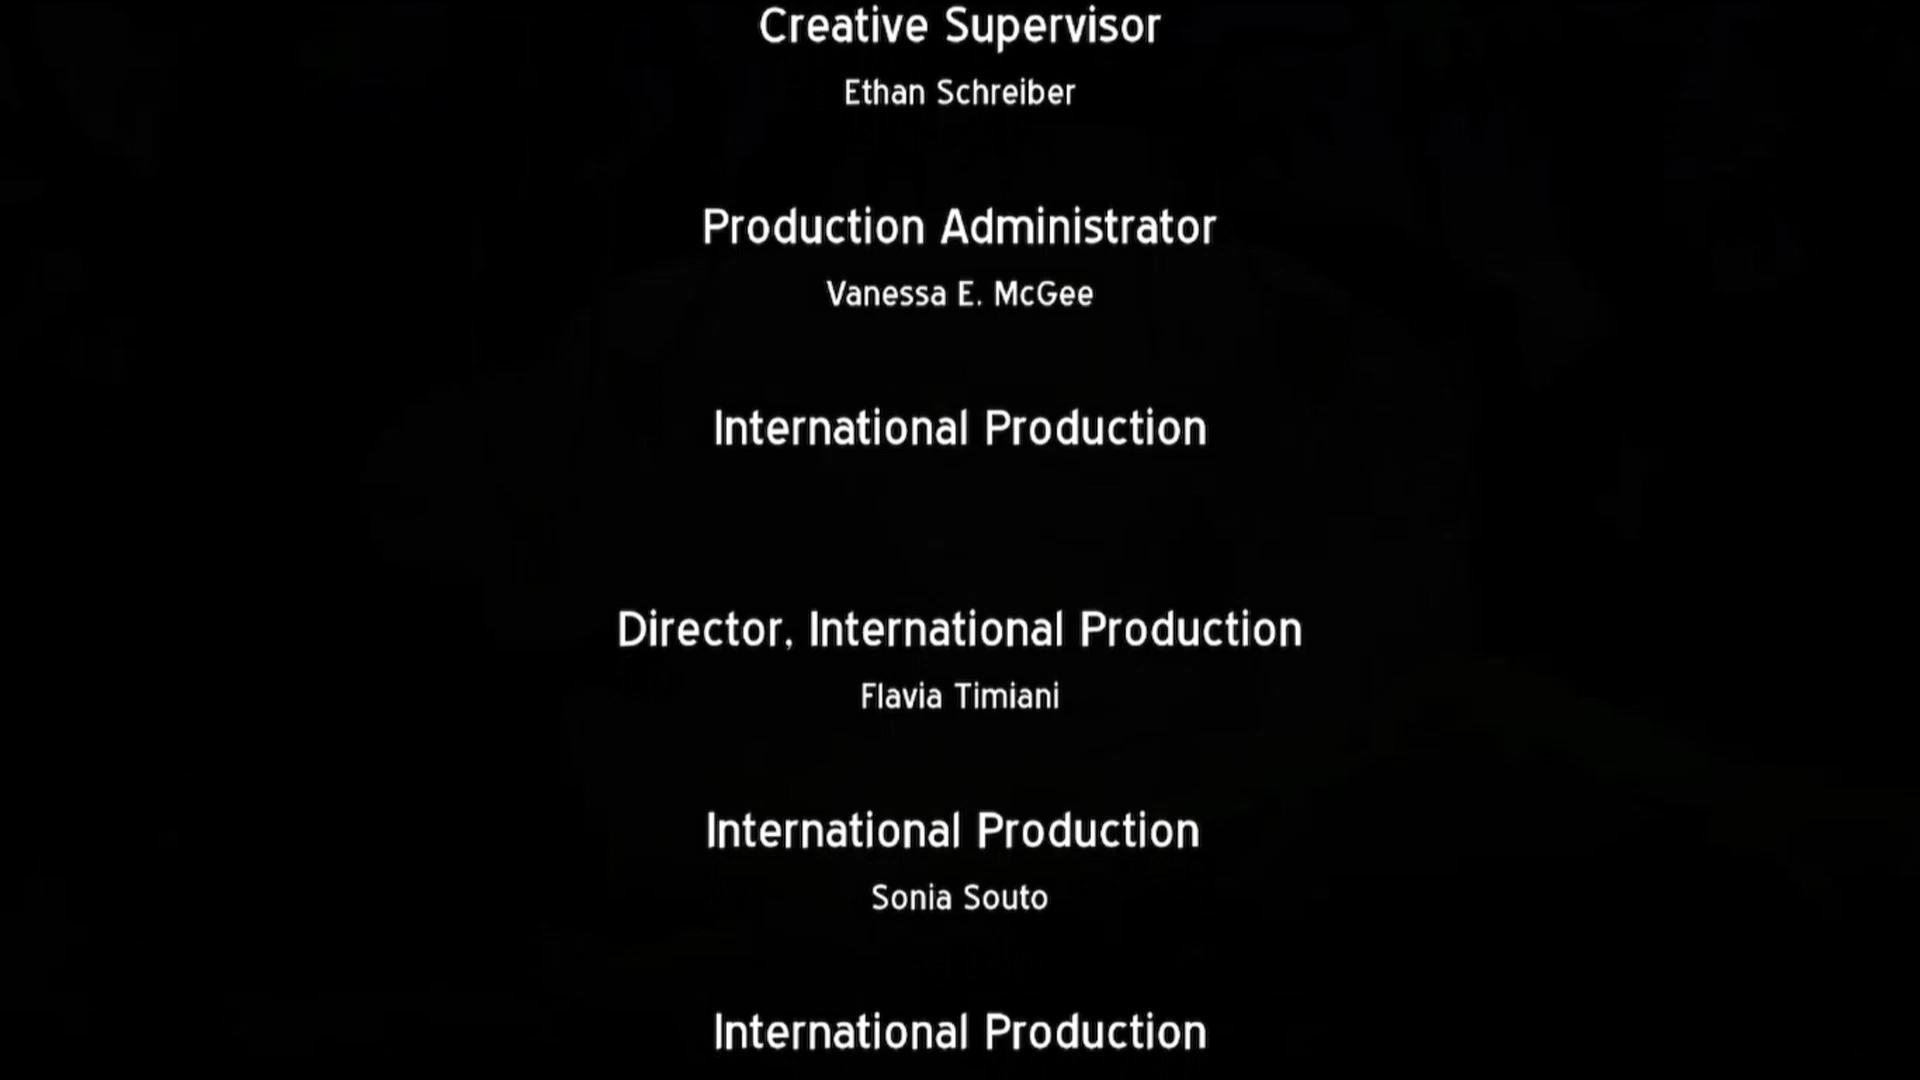 Creative Supervisor
Ethan Schreiber
Production Administrator
Vanessa E. McGee
International Production
Director, International Production
Flavia Timiani
International Production
Sonia Souto
International Production